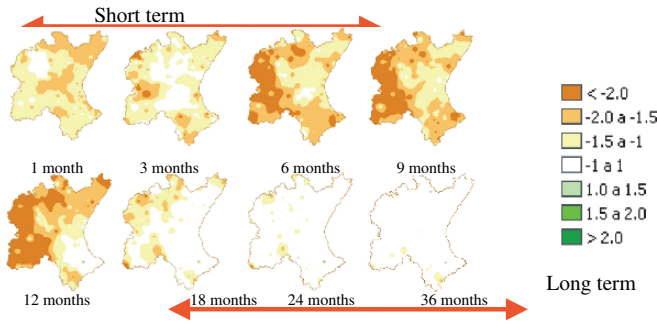 Short term
1 month
3 months
6 months
9 months
< -2.0
-2.0 a -1.5
-1.5 a -1
-1 a 1
1.0 a 1.5
1.5 a 2.0
> 2.0
12 months
18 months
24 months
36 months
Long term